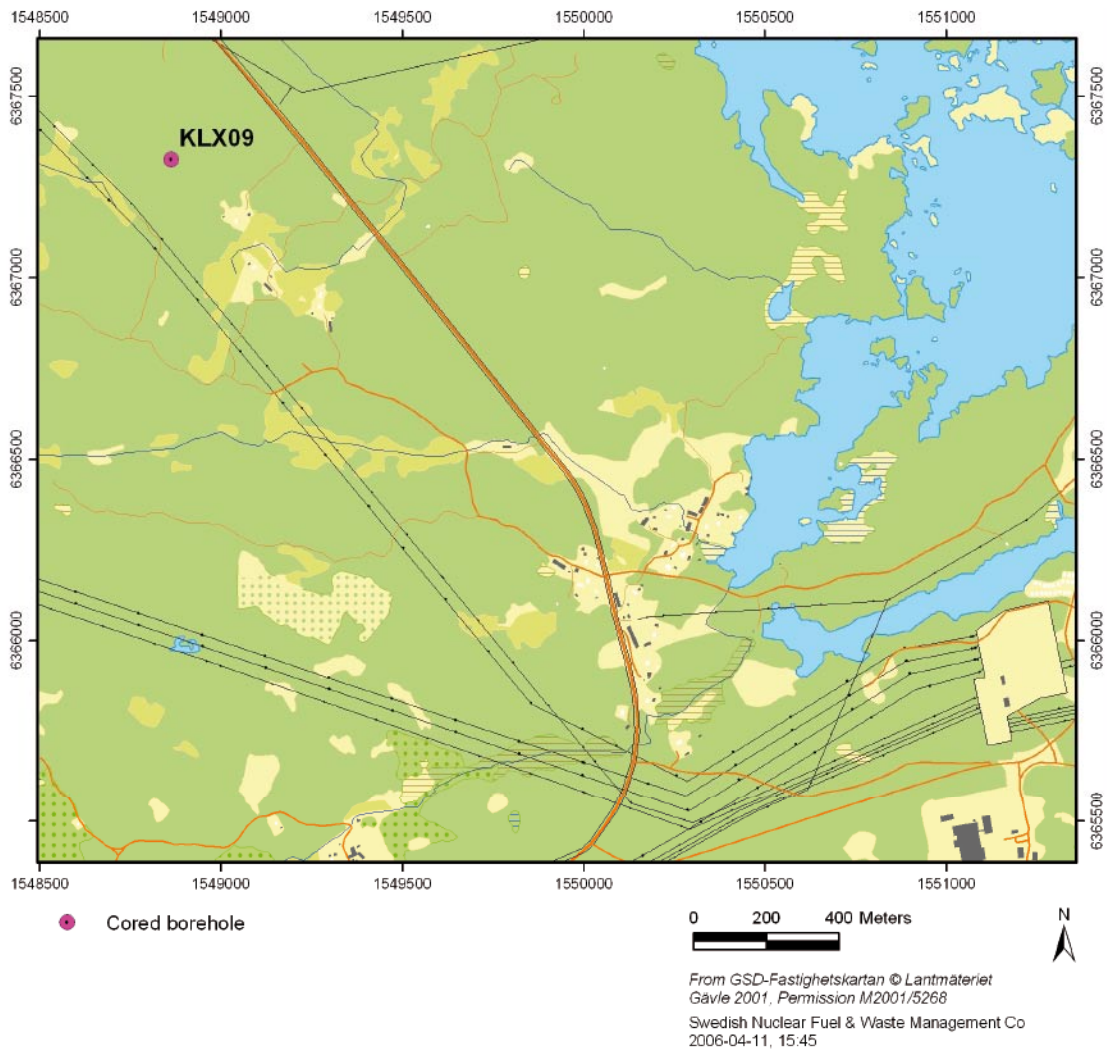 1548500 1549000 1549500 1550000 1550500 1551000
6367500 6367500
KLX09
6367000 6367000
6366500 6366500
6366000 6366000
6365500 6365500
1548500 1549000 1549500 1550000 1550500 1551000
Cored borehole
0 200 400 Meters
N
From GSD-Fastighetskartan © Lantmäteriet
Gävle 2001, Permission M2001/5268
Swedish Nuclear Fuel & Waste Management Co
2006-04-11, 15:45